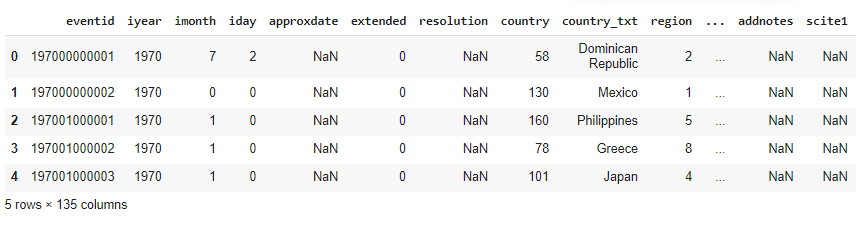 eventid iyear imonth iday approxdate extended resolution country country_txt region ... addnotes scite1
0 197000000001 1970 7 2 NaN 0 NaN 58 Dominican Republic 2 ... NaN NaN
1 197000000002 1970 0 0 NaN 0 NaN 130 Mexico 1 ... NaN NaN
2 197001000001 1970 1 0 NaN 0 NaN 160 Philippines 5 ... NaN NaN
3 197001000002 1970 1 0 NaN 0 NaN 78 Greece 8 ... NaN NaN
4 197001000003 1970 1 0 NaN 0 NaN 101 Japan 4 ... NaN NaN
5 rows × 135 columns